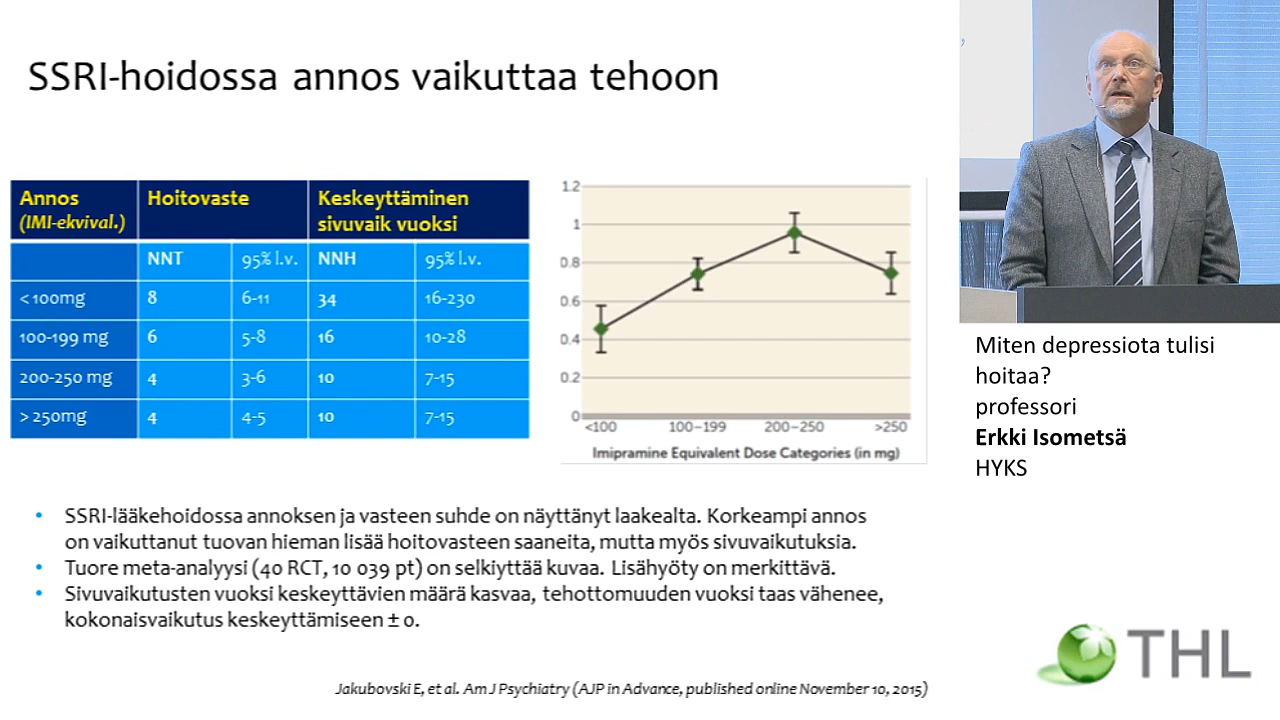 SSRI-hoidossa annos vaikuttaa tehoon
Annos Hoitovaste Keskeyttäminen
(IMI-ekvival.) sivuvaik vuoksi
NNT 95% l.v. NNH 95% l.v.
< 100mg 8 6-11 34 16-230
100-199 mg 6 5-8 16 10-28
200-250 mg 4 3-6 10 7-15
> 250mg 4 4-5 10 7-15
1.2
1
0.8
0.6
0.4
0.2
0
<100 100–199 200–250 >250
Imipramine Equivalent Dose Categories (in mg)
Miten depressiota tulisi
hoitaa?
professori
Erkki Isometsä
HYKS
• SSRI-lääkehoidossa annoksen ja vasteen suhde on näyttänyt laakealta. Korkeampi annos
on vaikuttanut tuovan hieman lisää hoitovasteen saaneita, mutta myös sivuvaikutuksia.
• Tuore meta-analyysi (40 RCT, 10 039 pt) on selkiyttää kuvaa. Lisähyöty on merkittävä.
• Sivuvaikutusten vuoksi keskeyttävien määrä kasvaa, tehottomuuden vuoksi taas vähenee,
kokonaisvaikutus keskeyttämiseen ± 0.
THL
Jakubovski E, et al. Am J Psychiatry (AJP in Advance, published online November 10, 2015)